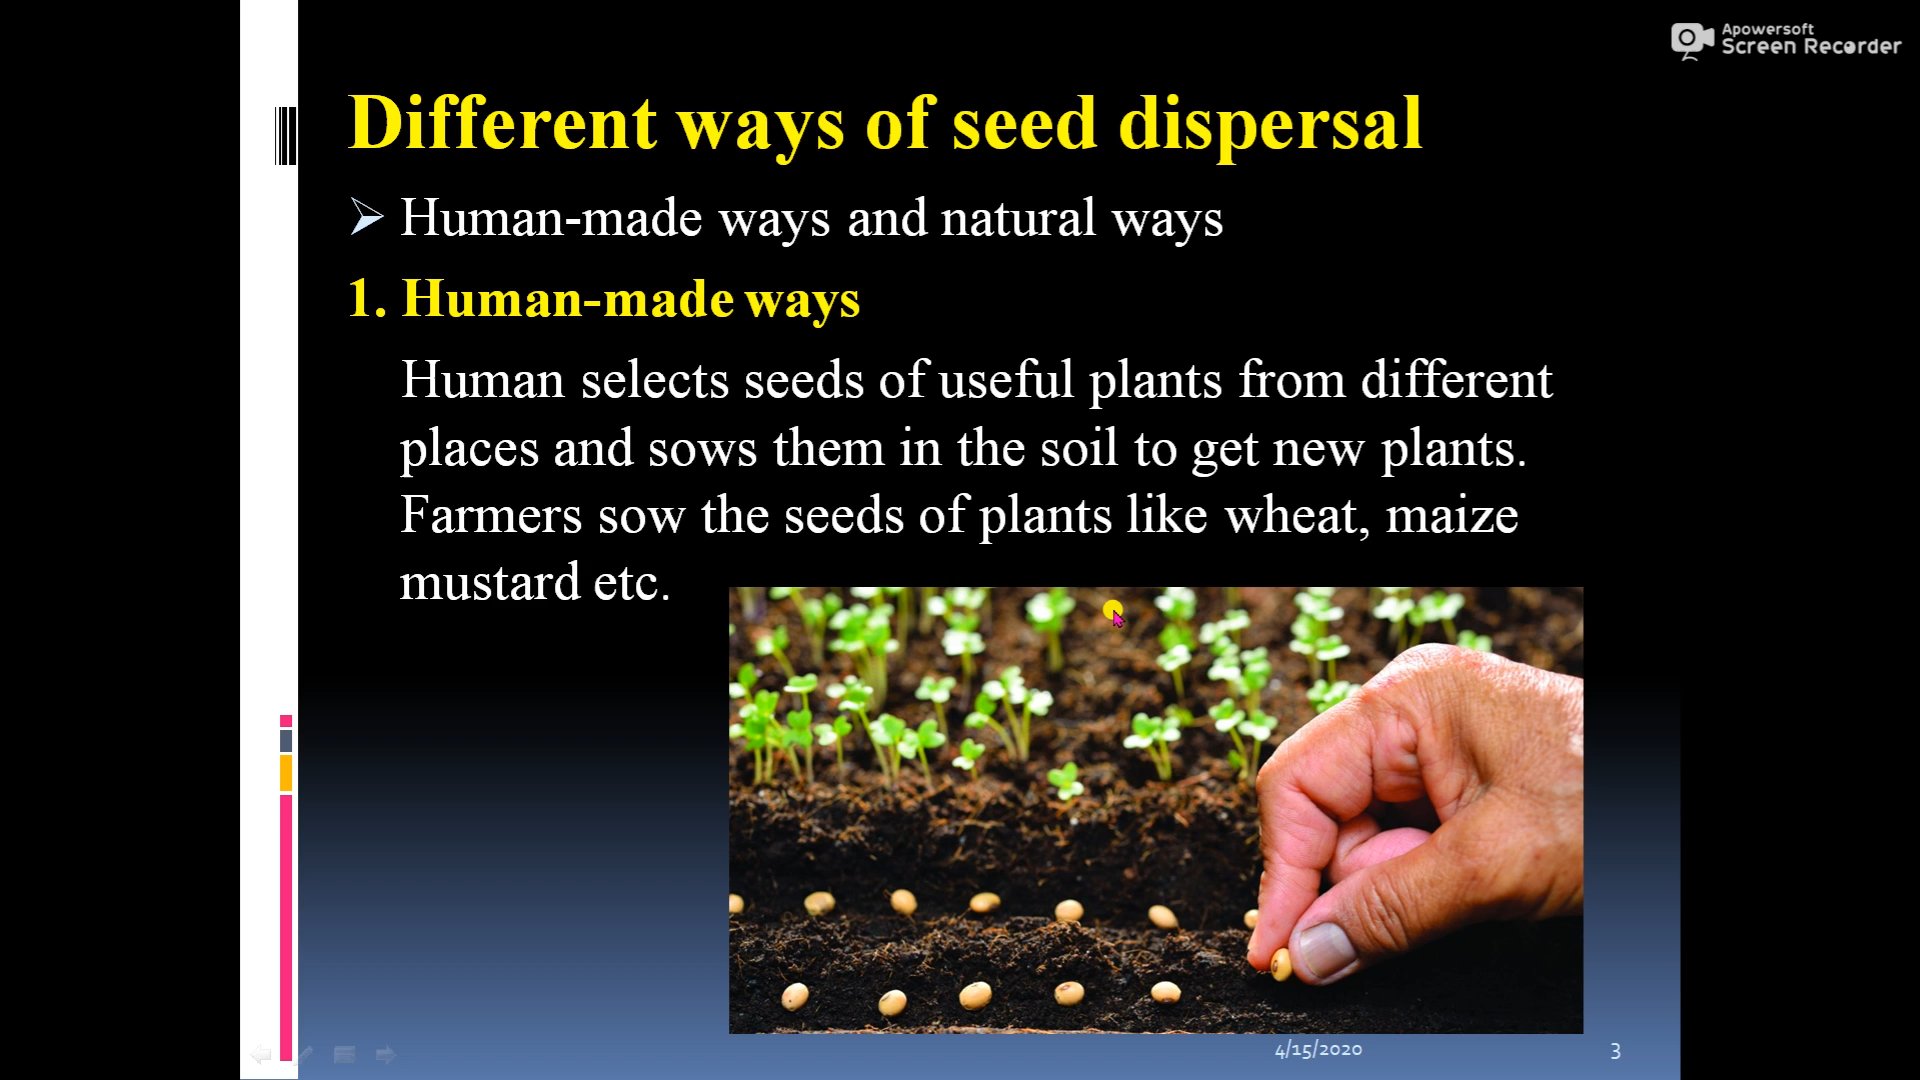 Apowersoft
Screen Recorder
Different ways of seed dispersal
➢ Human-made ways and natural ways
1. Human-made ways
Human selects seeds of useful plants from different
places and sows them in the soil to get new plants.
Farmers sow the seeds of plants like wheat, maize
mustard etc.
4/15/2020
3